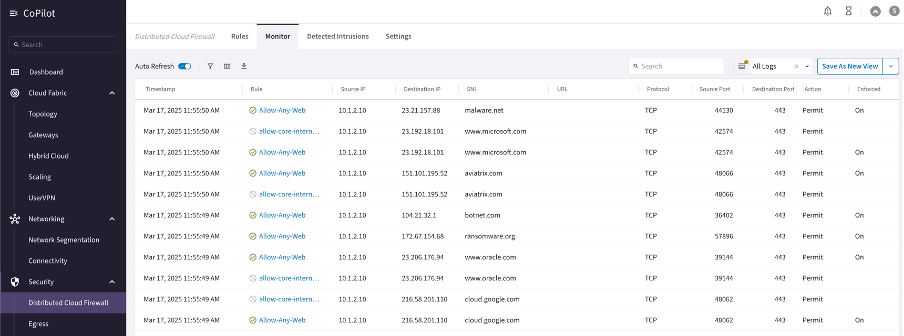 CoPilot
S
Search
Distributed Cloud Firewall Rules Monitor Detected Intrusions Settings
Dashboard
Cloud Fabric
Topology
Gateways
Hybrid Cloud
Scaling
UserVPN
Networking
Network Segmentation
Connectivity
Security
Distributed Cloud Firewall
Egress
Auto Refresh Search All Logs Save As New View
Timestamp Rule Source IP Destination IP SNI URL Protocol Source Port Destination Port Action Enforced
Mar 17, 2025 11:55:50 AM Allow-Any-Web 10.1.2.10 23.21.157.88 malware.net TCP 44130 443 Permit On
Mar 17, 2025 11:55:50 AM allow-core-intern... 10.1.2.10 23.192.18.101 www.microsoft.com TCP 42574 443 Permit
Mar 17, 2025 11:55:50 AM Allow-Any-Web 10.1.2.10 23.192.18.101 www.microsoft.com TCP 42574 443 Permit On
Mar 17, 2025 11:55:50 AM Allow-Any-Web 10.1.2.10 151.101.195.52 aviatrix.com TCP 48066 443 Permit On
Mar 17, 2025 11:55:50 AM allow-core-intern... 10.1.2.10 151.101.195.52 aviatrix.com TCP 48066 443 Permit
Mar 17, 2025 11:55:49 AM Allow-Any-Web 10.1.2.10 104.21.32.1 botnet.com TCP 36402 443 Permit On
Mar 17, 2025 11:55:49 AM Allow-Any-Web 10.1.2.10 172.67.154.68 ransomware.org TCP 57896 443 Permit On
Mar 17, 2025 11:55:49 AM Allow-Any-Web 10.1.2.10 23.206.176.94 www.oracle.com TCP 39144 443 Permit On
Mar 17, 2025 11:55:49 AM allow-core-intern... 10.1.2.10 23.206.176.94 www.oracle.com TCP 39144 443 Permit
Mar 17, 2025 11:55:49 AM allow-core-intern... 10.1.2.10 216.58.201.110 cloud.google.com TCP 48062 443 Permit
Mar 17, 2025 11:55:49 AM Allow-Any-Web 10.1.2.10 216.58.201.110 cloud.google.com TCP 48062 443 Permit On